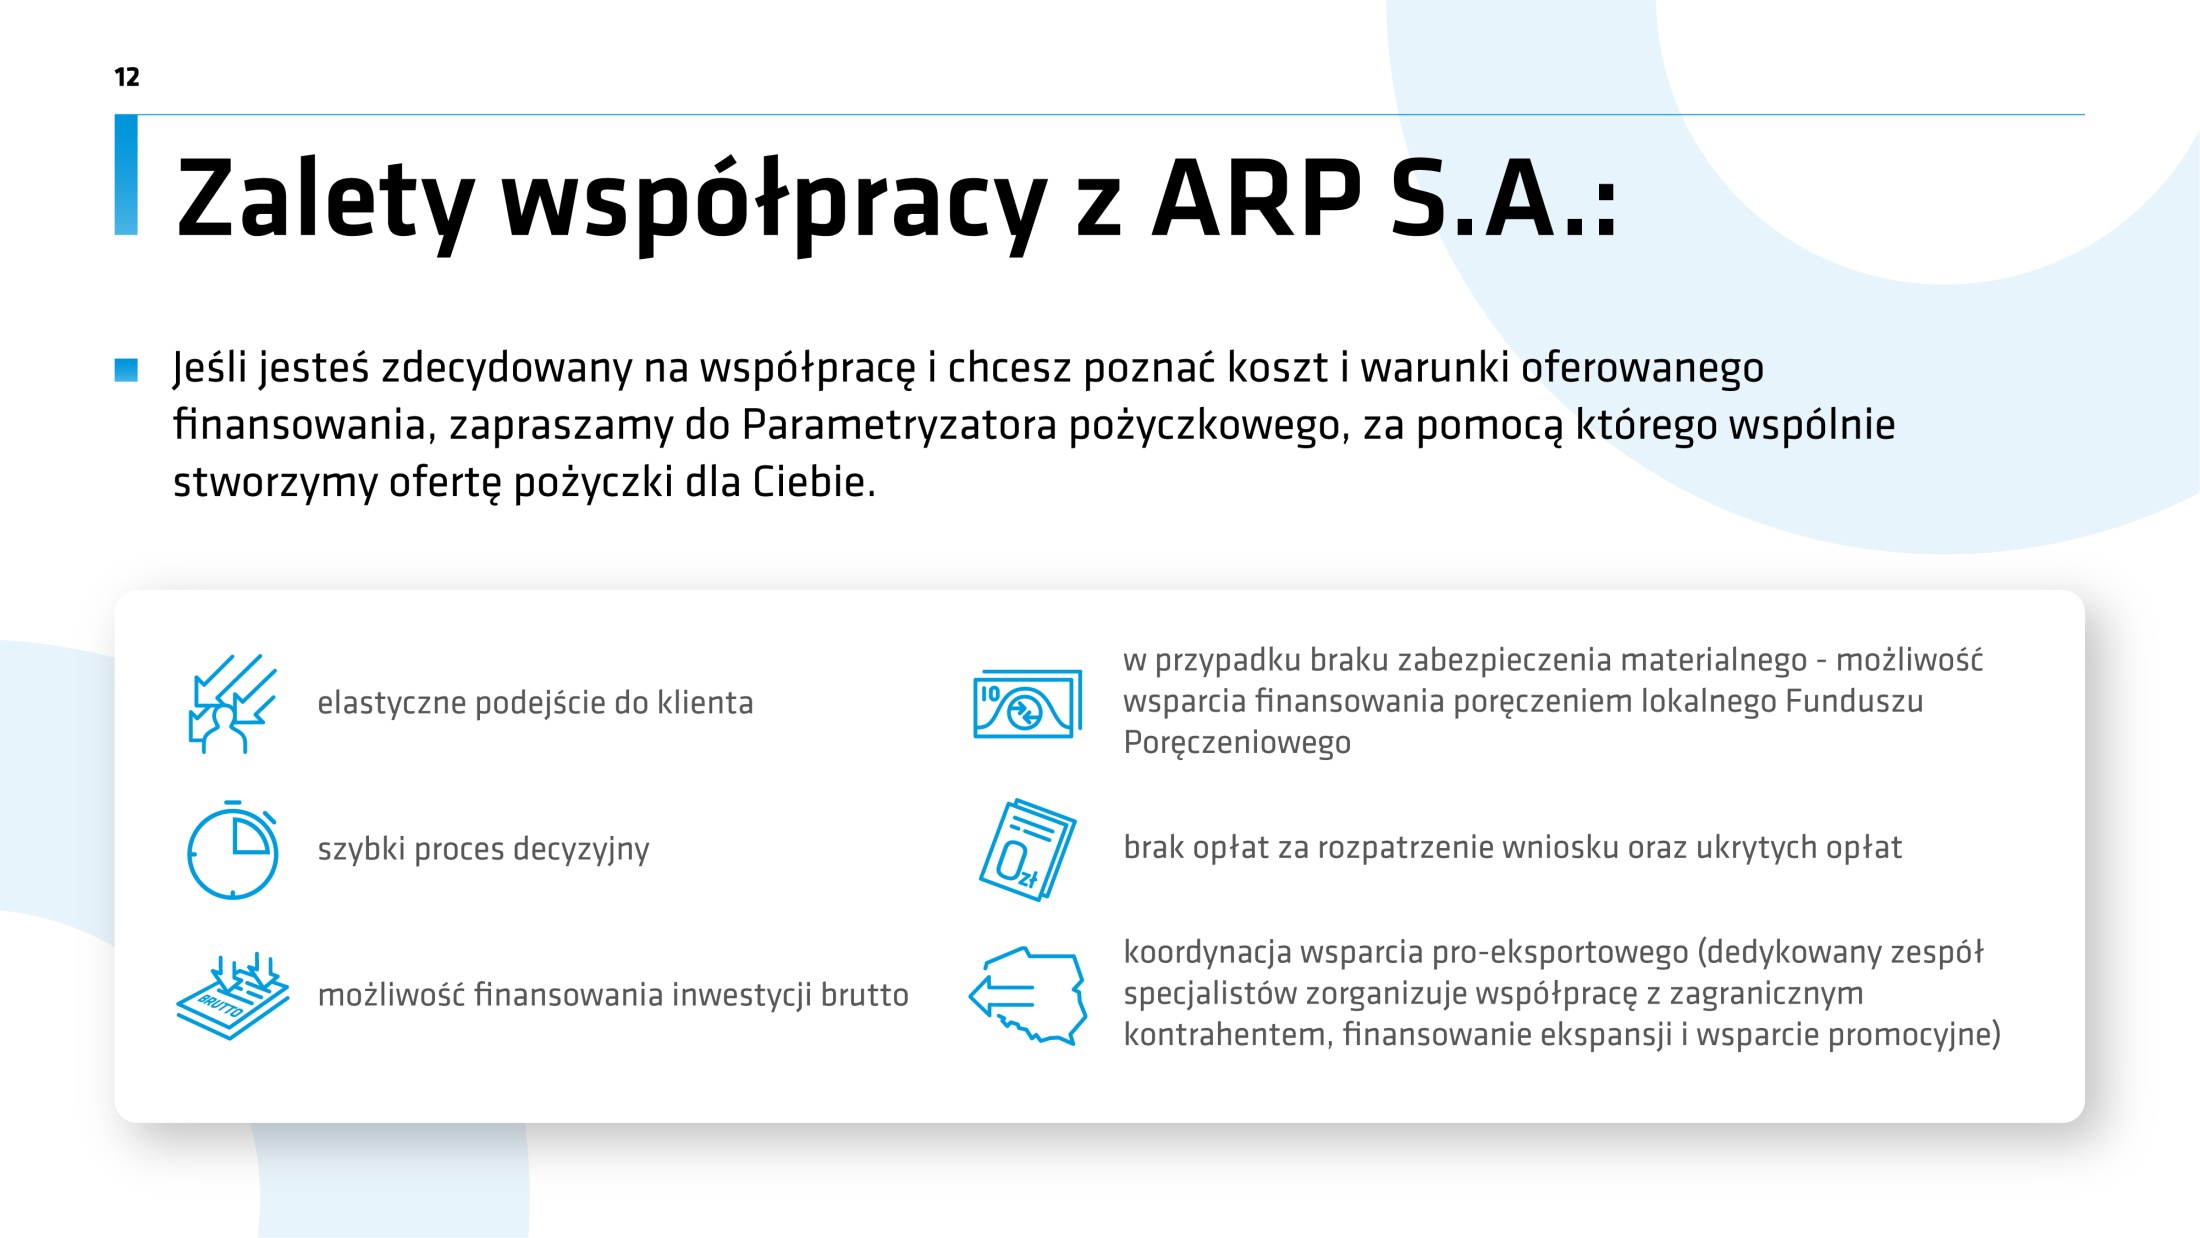 12
Zalety współpracy z ARP S.A.:
Jeśli jesteś zdecydowany na współpracę i chcesz poznać koszt i warunki oferowanego
finansowania, zapraszamy do Parametryzatora pożyczkowego, za pomocą którego wspólnie
stworzymy ofertę pożyczki dla Ciebie.
elastyczne podejście do klienta
szybki proces decyzyjny
BRUTTO
możliwość finansowania inwestycji brutto
10
w przypadku braku zabezpieczenia materialnego - możliwość
wsparcia finansowania poręczeniem lokalnego Funduszu
Poręczeniowego
0 zł
brak opłat za rozpatrzenie wniosku oraz ukrytych opłat
koordynacja wsparcia pro-eksportowego (dedykowany zespół
specjalistów zorganizuje współpracę z zagranicznym
kontrahentem, finansowanie ekspansji i wsparcie promocyjne)